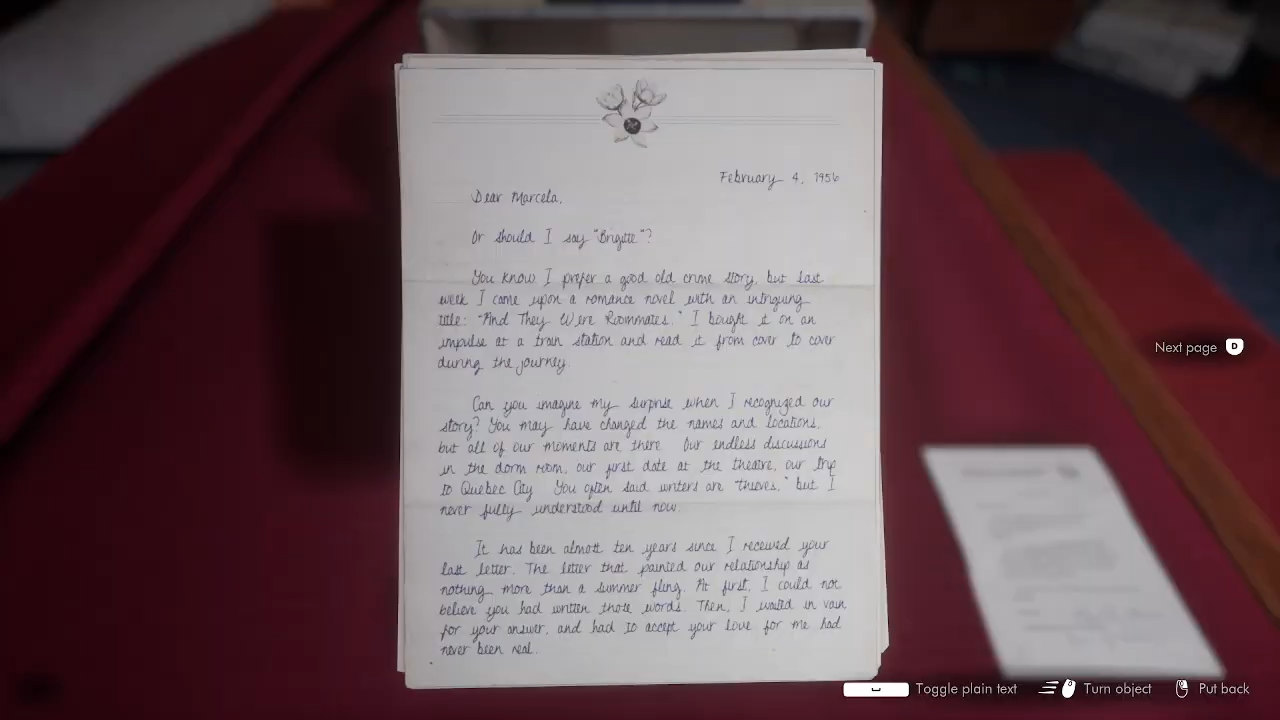 February 4, 1956
Dear Marcela,
Or should I say "Brigitte"?
You know I prefer a good old crime story, but last
week I came upon a romance novel with an intriguing
title: "And They Were Roommates." I bought it on an
impulse at a train station and read it from cover to cover
during the journey.
Can you imagine my surprise when I recognized our
story? You may have changed the names and locations,
but all of our moments are there. Our endless discussions
in the dorm room, our first date at the theatre, our trip
to Quebec City. You often said writers are "thieves," but I
never fully understood until now.
It has been almost ten years since I received your
last letter. The letter that painted our relationship as
nothing more than a summer fling. At first, I could not
believe you had written those words. Then, I waited in vain
for your answer, and had to accept your love for me had
never been real.
Next page D
Toggle plain text
Turn object
Put back